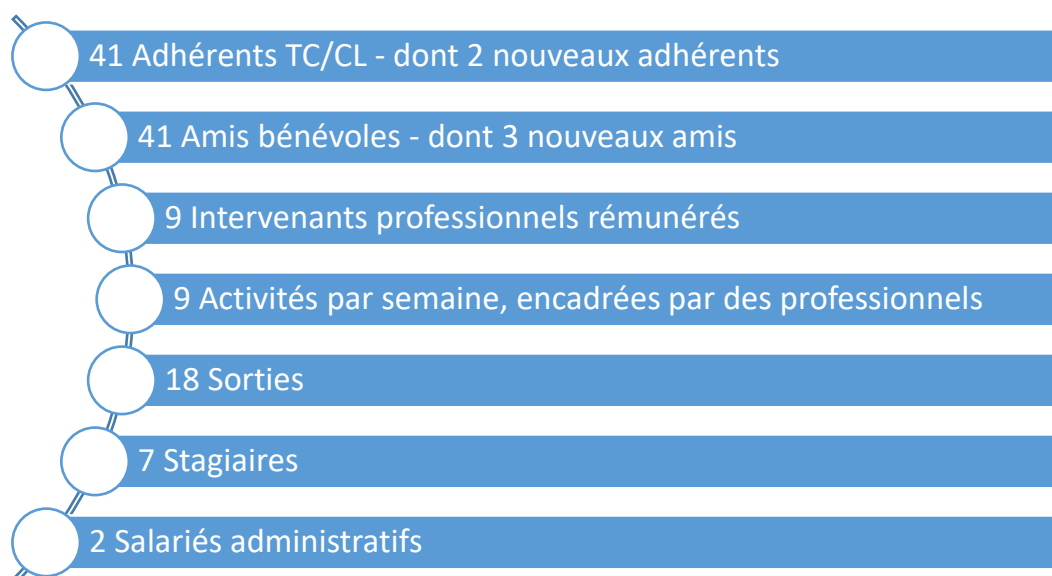 41 Adhérents TC/CL - dont 2 nouveaux adhérents
41 Amis bénévoles - dont 3 nouveaux amis
9 Intervenants professionnels rémunérés
9 Activités par semaine, encadrées par des professionnels
18 Sorties
7 Stagiaires
2 Salariés administratifs